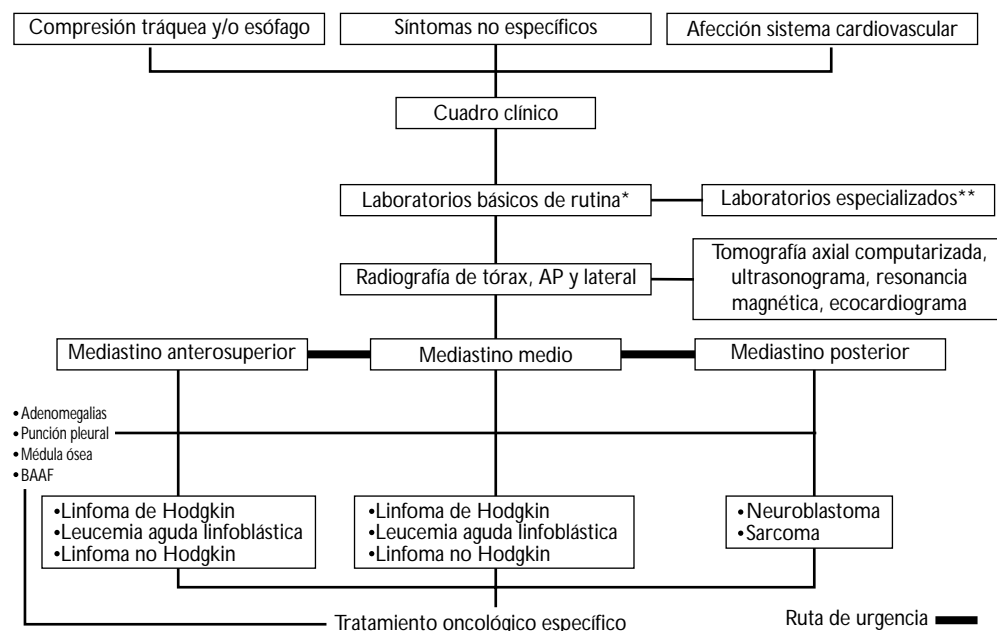 Compresión tráquea y/o esófago
Síntomas no específicos
Afección sistema cardiovascular
Cuadro clínico
Laboratorios básicos de rutina*
Laboratorios especializados**
Radiografía de tórax, AP y lateral
Tomografía axial computarizada,
ultrasonograma, resonancia
magnética, ecocardiograma
Mediastino anterosuperior
Mediastino medio
Mediastino posterior
•Adenomegalias
•Punción pleural
•Médula ósea
•BAAF
•Linfoma de Hodgkin
•Leucemia aguda linfoblástica
•Linfoma no Hodgkin
•Linfoma de Hodgkin
•Leucemia aguda linfoblástica
•Linfoma no Hodgkin
•Neuroblastoma
•Sarcoma
Tratamiento oncológico específico
Ruta de urgencia